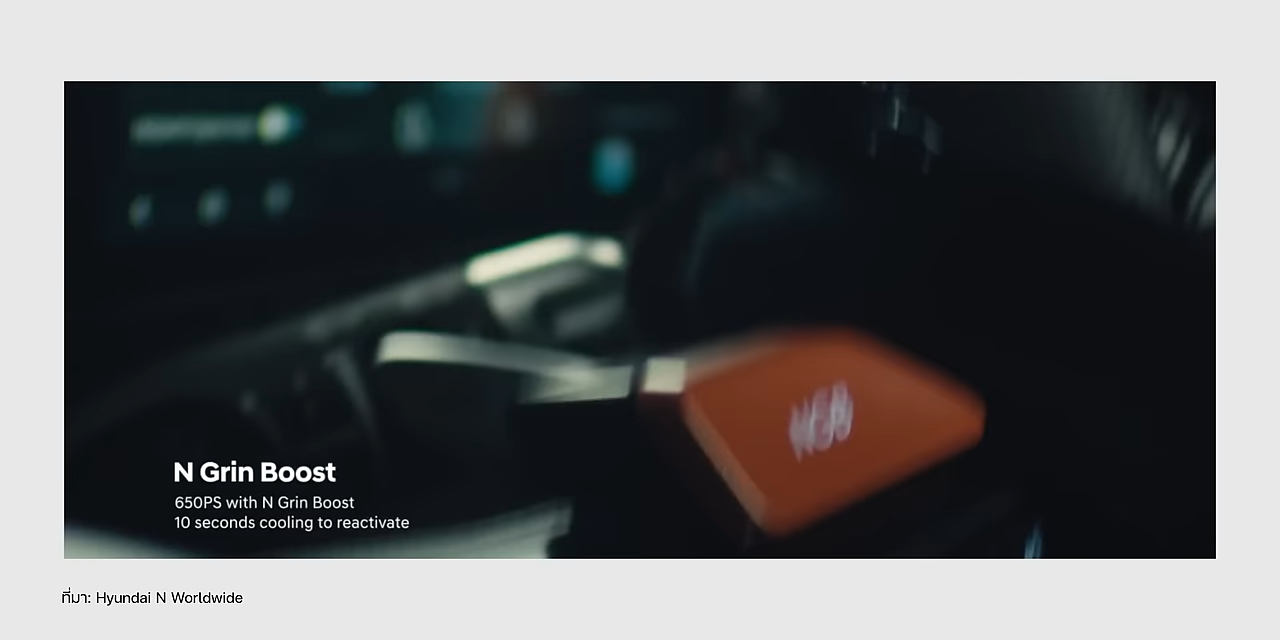 N Grin Boost
650PS with N Grin Boost
10 seconds cooling to reactivate
ที่มา: Hyundai N Worldwide